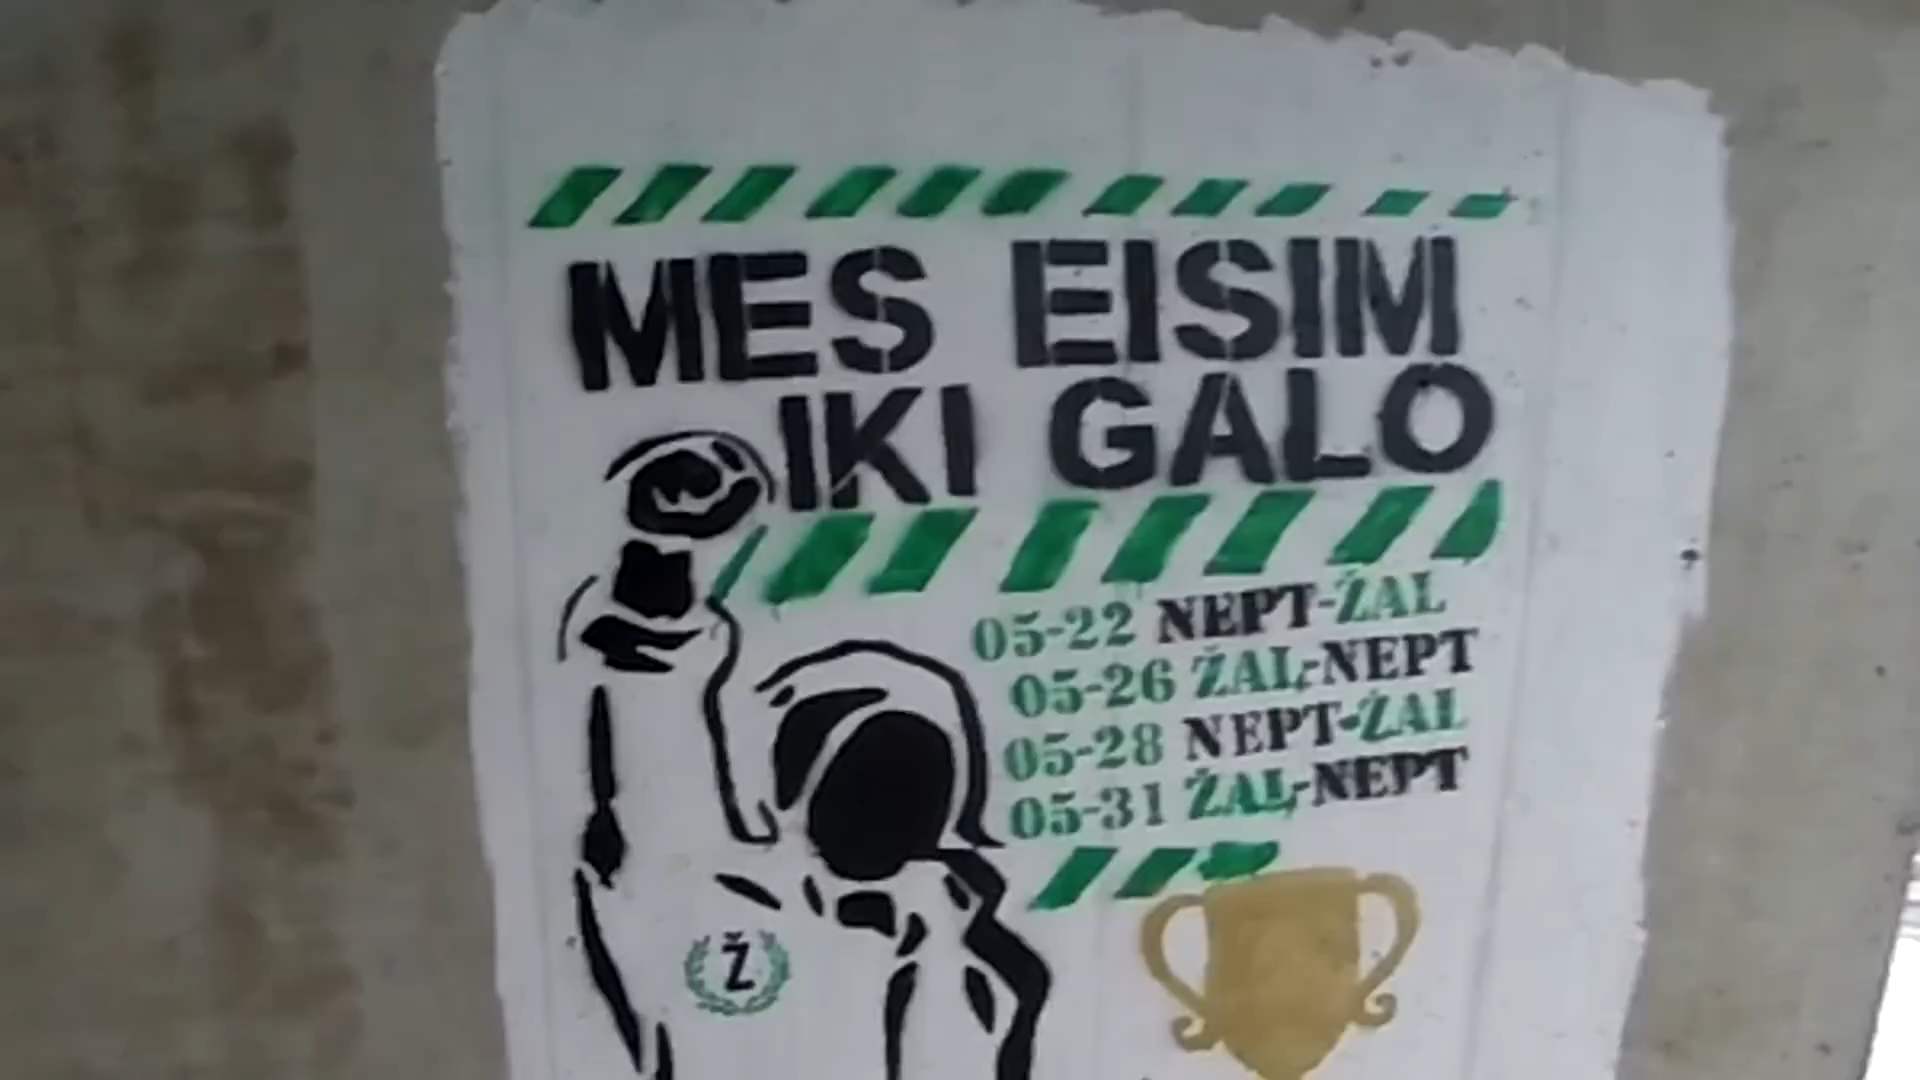 MES EISIM
IKI GALO
05-22 NEPT-ŽAL
05-26 ŽAL-NEPT
05-28 NEPT-ŽAL
05-31 ŽAL-NEPT
Ž